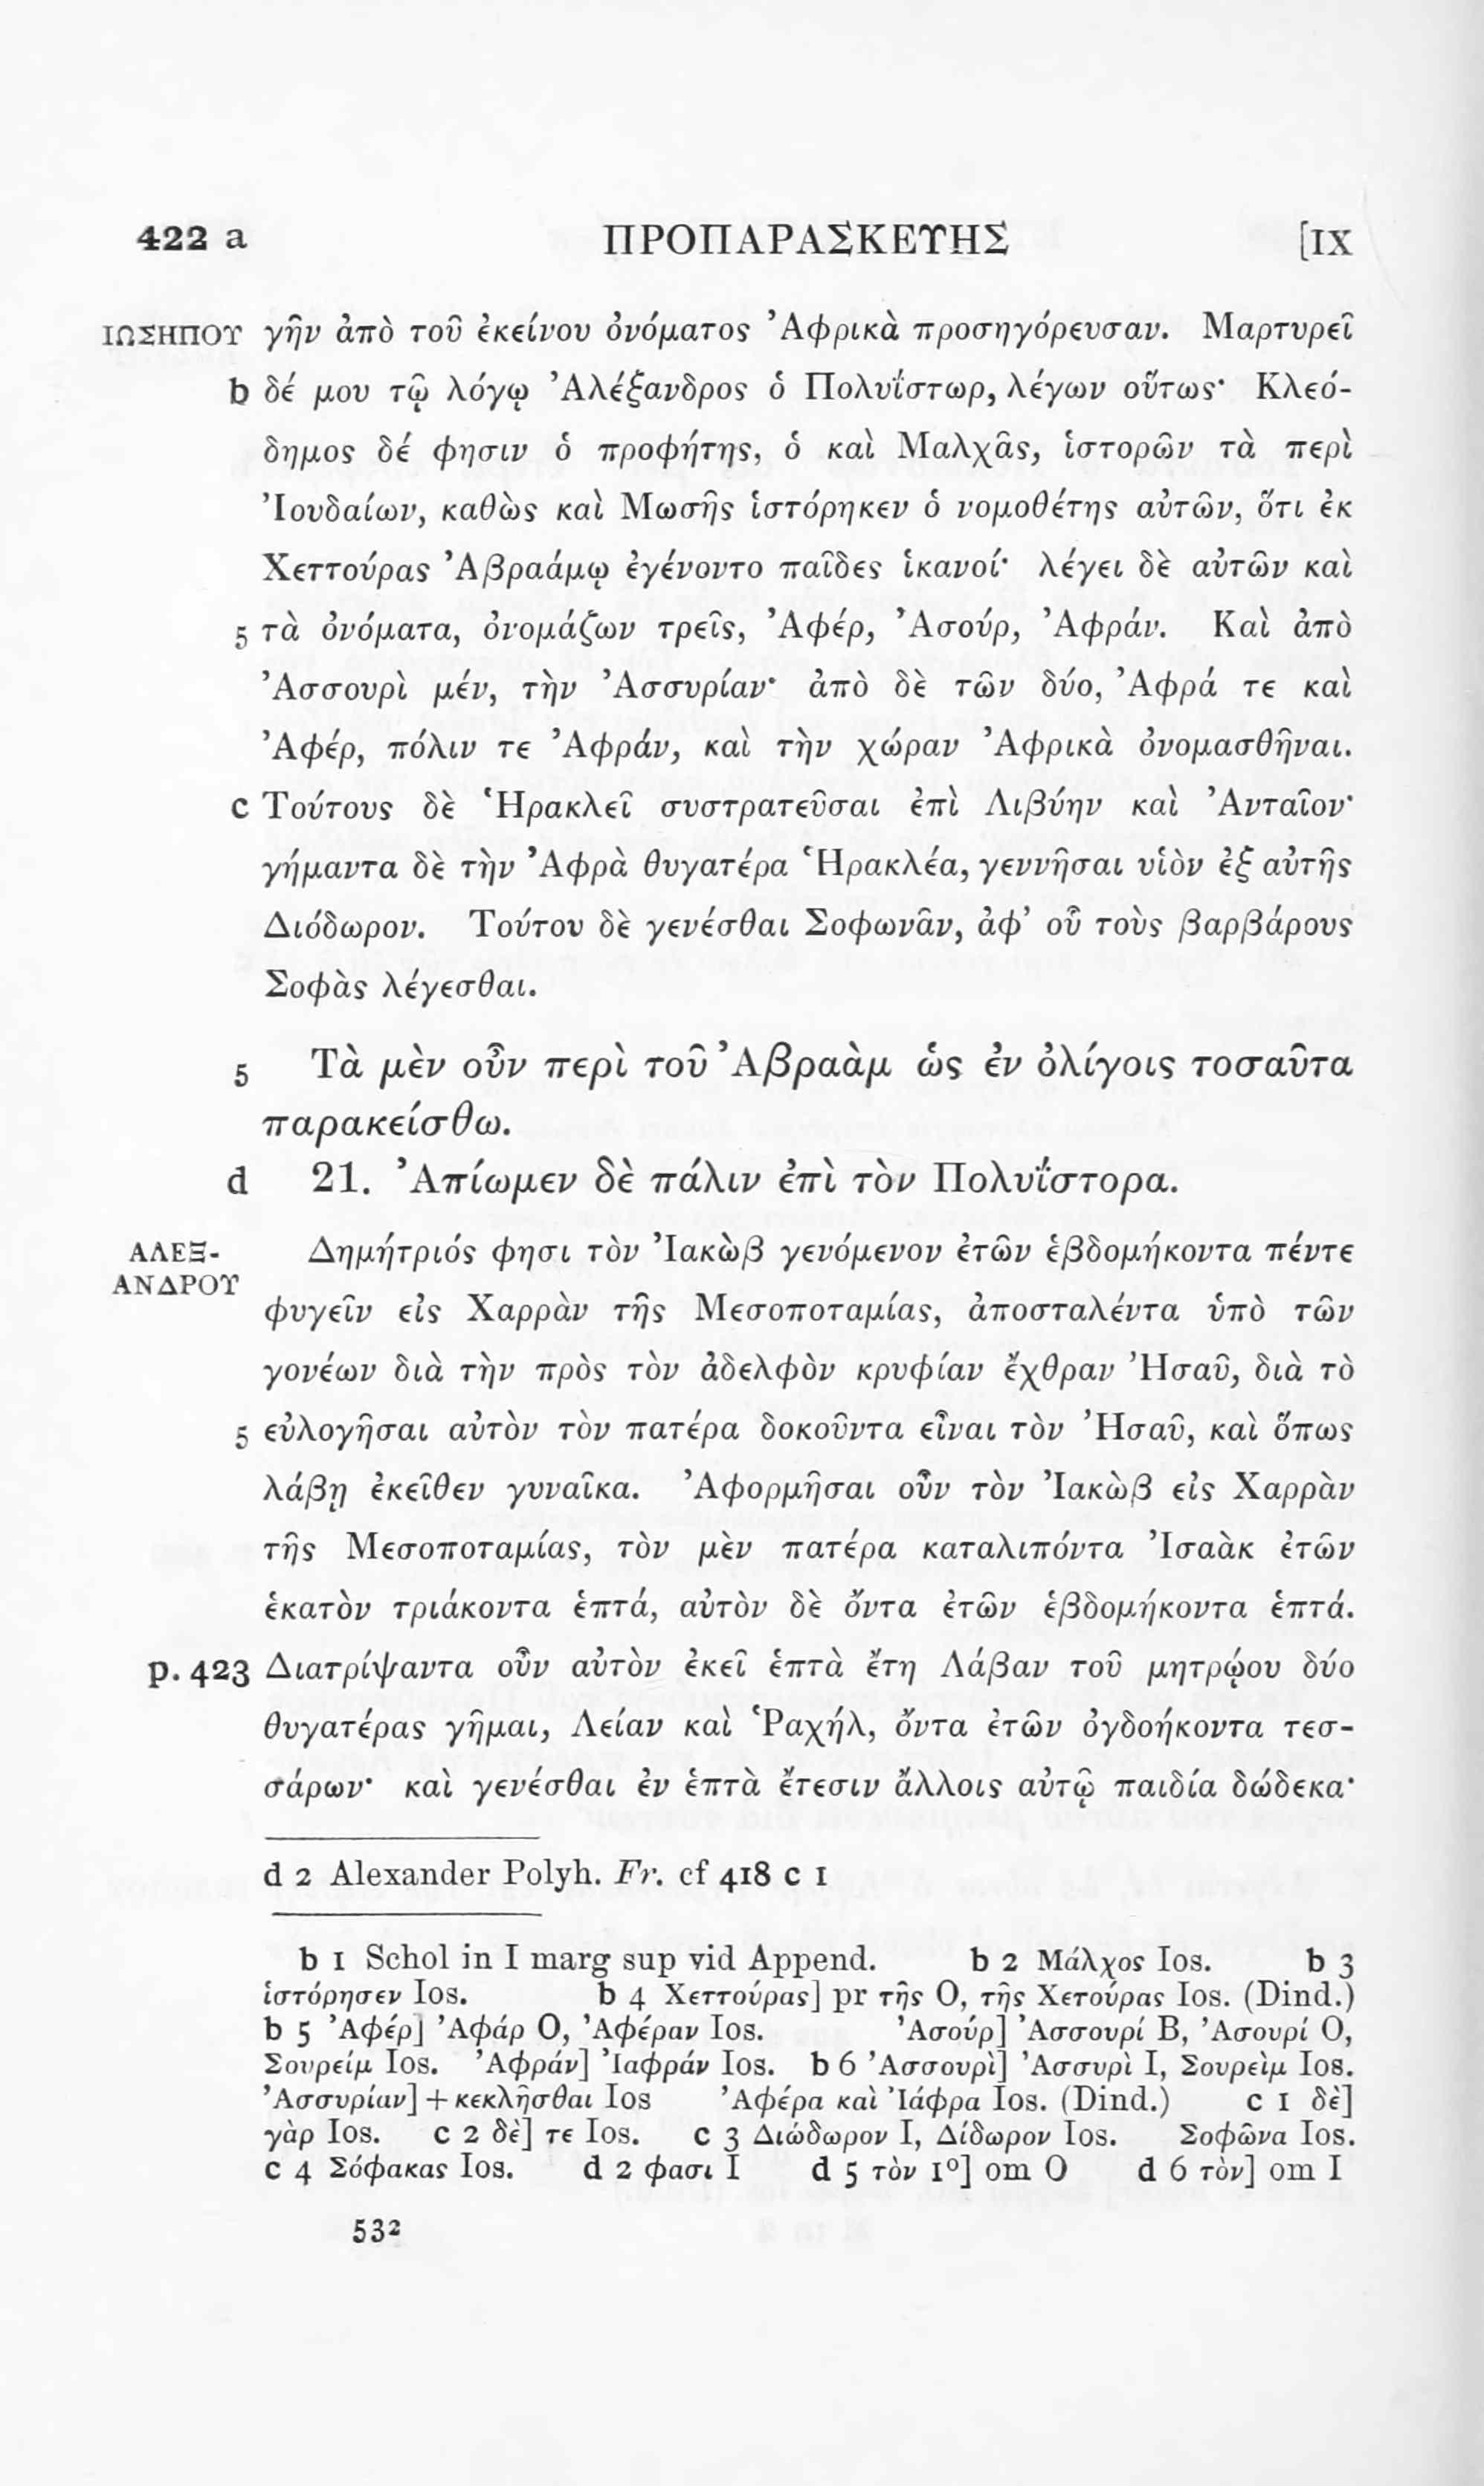 422 a ΠΡΟΠΑΡΑΣΚΕΥΗΣ [IX
ΙΩΣΗΠΟΥ γῆν ἀπὸ τοῦ ἐκείνου ὀνόματος Ἀφρικὰ προσηγόρευσαν. Μαρτυρεῖ
b δέ μου τῷ λόγῳ Ἀλέξανδρος ὁ Πολυΐστωρ, λέγων οὕτως· Κλεό-
δημος δέ φησιν ὁ προφήτης, ὁ καὶ Μαλχᾶς, ἱστορῶν τὰ περὶ
Ἰουδαίων, καθὼς καὶ Μωσῆς ἱστόρηκεν ὁ νομοθέτης αὐτῶν, ὅτι ἐκ
Χεττούρας Ἀβραάμῳ ἐγένοντο παῖδες ἱκανοί· λέγει δὲ αὐτῶν καὶ
5 τὰ ὀνόματα, ὀνομάζων τρεῖς, Ἀφέρ, Ἀσούρ, Ἀφράν. Καὶ ἀπὸ
Ἀσσουρὶ μέν, τὴν Ἀσσυρίαν· ἀπὸ δὲ τῶν δύο, Ἀφρά τε καὶ
Ἀφέρ, πόλιν τε Ἀφράν, καὶ τὴν χώραν Ἀφρικὰ ὀνομασθῆναι.
c Τούτους δὲ Ἡρακλεῖ συστρατεῦσαι ἐπὶ Λιβύην καὶ Ἀνταῖον·
γήμαντα δὲ τὴν Ἀφρὰ θυγατέρα Ἡρακλέα, γεννῆσαι υἱὸν ἐξ αὐτῆς
Διόδωρον. Τούτου δὲ γενέσθαι Σοφωνᾶν, ἀφ’ οὗ τοὺς βαρβάρους
Σοφὰς λέγεσθαι.
5 Τὰ μὲν οὖν περὶ τοῦ Ἀβραὰμ ὡς ἐν ὀλίγοις τοσαῦτα
παρακείσθω.
d 21. Ἀπίωμεν δὲ πάλιν ἐπὶ τὸν Πολυΐστορα.
ΑΛΕΞ-
ΑΝΔΡΟΥ
Δημήτριός φησι τὸν Ἰακὼβ γενόμενον ἐτῶν ἑβδομήκοντα πέντε
φυγεῖν εἰς Χαρρὰν τῆς Μεσοποταμίας, ἀποσταλέντα ὑπὸ τῶν
γονέων διὰ τὴν πρὸς τὸν ἀδελφὸν κρυφίαν ἔχθραν Ἠσαῦ, διὰ τὸ
5 εὐλογῆσαι αὐτὸν τὸν πατέρα δοκοῦντα εἶναι τὸν Ἠσαῦ, καὶ ὅπως
λάβῃ ἐκεῖθεν γυναῖκα. Ἀφορμῆσαι οὖν τὸν Ἰακὼβ εἰς Χαρρὰν
τῆς Μεσοποταμίας, τὸν μὲν πατέρα καταλιπόντα Ἰσαὰκ ἐτῶν
ἑκατὸν τριάκοντα ἑπτά, αὐτὸν δὲ ὄντα ἐτῶν ἑβδομήκοντα ἑπτά.
p. 423 Διατρίψαντα οὖν αὐτὸν ἐκεῖ ἑπτὰ ἔτη Λάβαν τοῦ μητρῴου δύο
θυγατέρας γῆμαι, Λείαν καὶ Ῥαχήλ, ὄντα ἐτῶν ὀγδοήκοντα τεσ-
σάρων· καὶ γενέσθαι ἐν ἑπτὰ ἔτεσιν ἄλλοις αὐτῷ παιδία δώδεκα·
d 2 Alexander Polyh. Fr. cf 418 c 1
b 1 Schol in I marg sup vid Append. b 2 Μάλχος Ios. b 3
ἱστόρησεν Ios. b 4 Χεττούρας] pr τῆς O, τῆς Χετούρας Ios. (Dind.)
b 5 Ἀφέρ] Ἀφάρ O, Ἀφέραν Ios. Ἀσούρ] Ἀσσουρί B, Ἀσουρί O,
Σουρείμ Ios. Ἀφράν] Ἰαφράν Ios. b 6 Ἀσσουρὶ] Ἀσσυρὶ I, Σουρεὶμ Ios.
Ἀσσυρίαν] + κεκλῆσθαι Ios Ἀφέρα καὶ Ἰάφρα Ios. (Dind.) c 1 δὲ]
γὰρ Ios. c 2 δὲ] τε Ios. c 3 Διώδωρον I, Δίδωρον Ios. Σοφῶνα Ios.
c 4 Σόφακας Ios. d 2 φασι I d 5 τὸν 1º] om O d 6 τὸν] om I
532